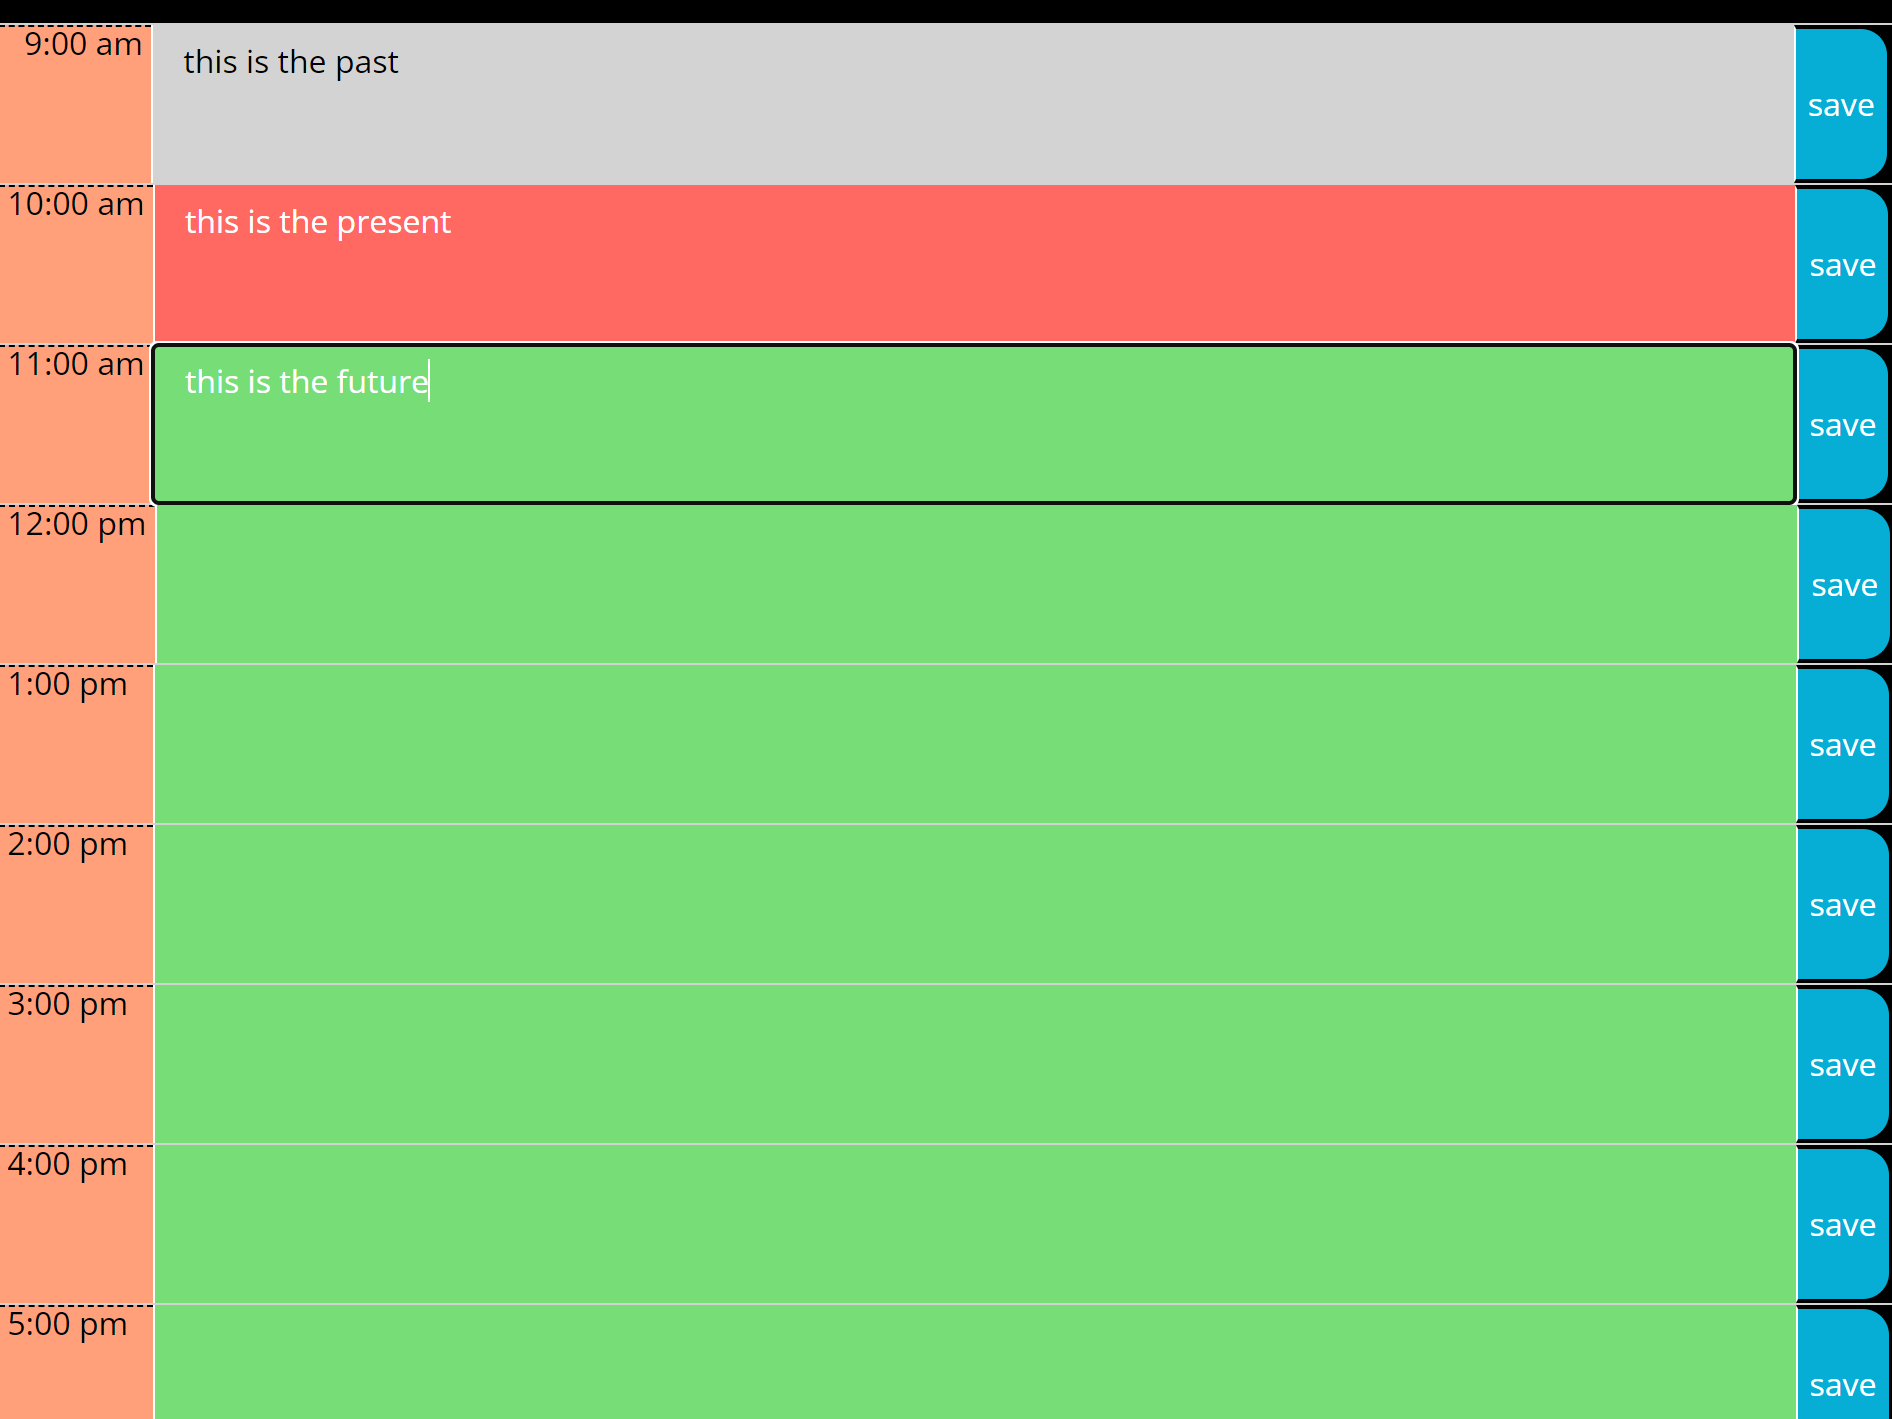 9:00 am this is the past save
10:00 am this is the present save
11:00 am this is the future save
12:00 pm save
1:00 pm save
2:00 pm save
3:00 pm save
4:00 pm save
5:00 pm save